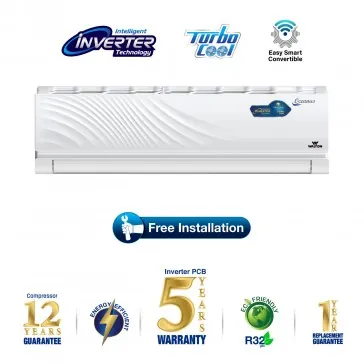 Intelligent
iNVERTER
Technology
Turbo
Cool
Easy Smart
Convertible
WALTON
Free Installation
Compressor
12
YEARS
GUARANTEE
ENERGY EFFICIENT
Inverter PCB
5
YEARS
WARRANTY
ECO FRIENDLY
R32
1
YEAR
REPLACEMENT
GUARANTEE